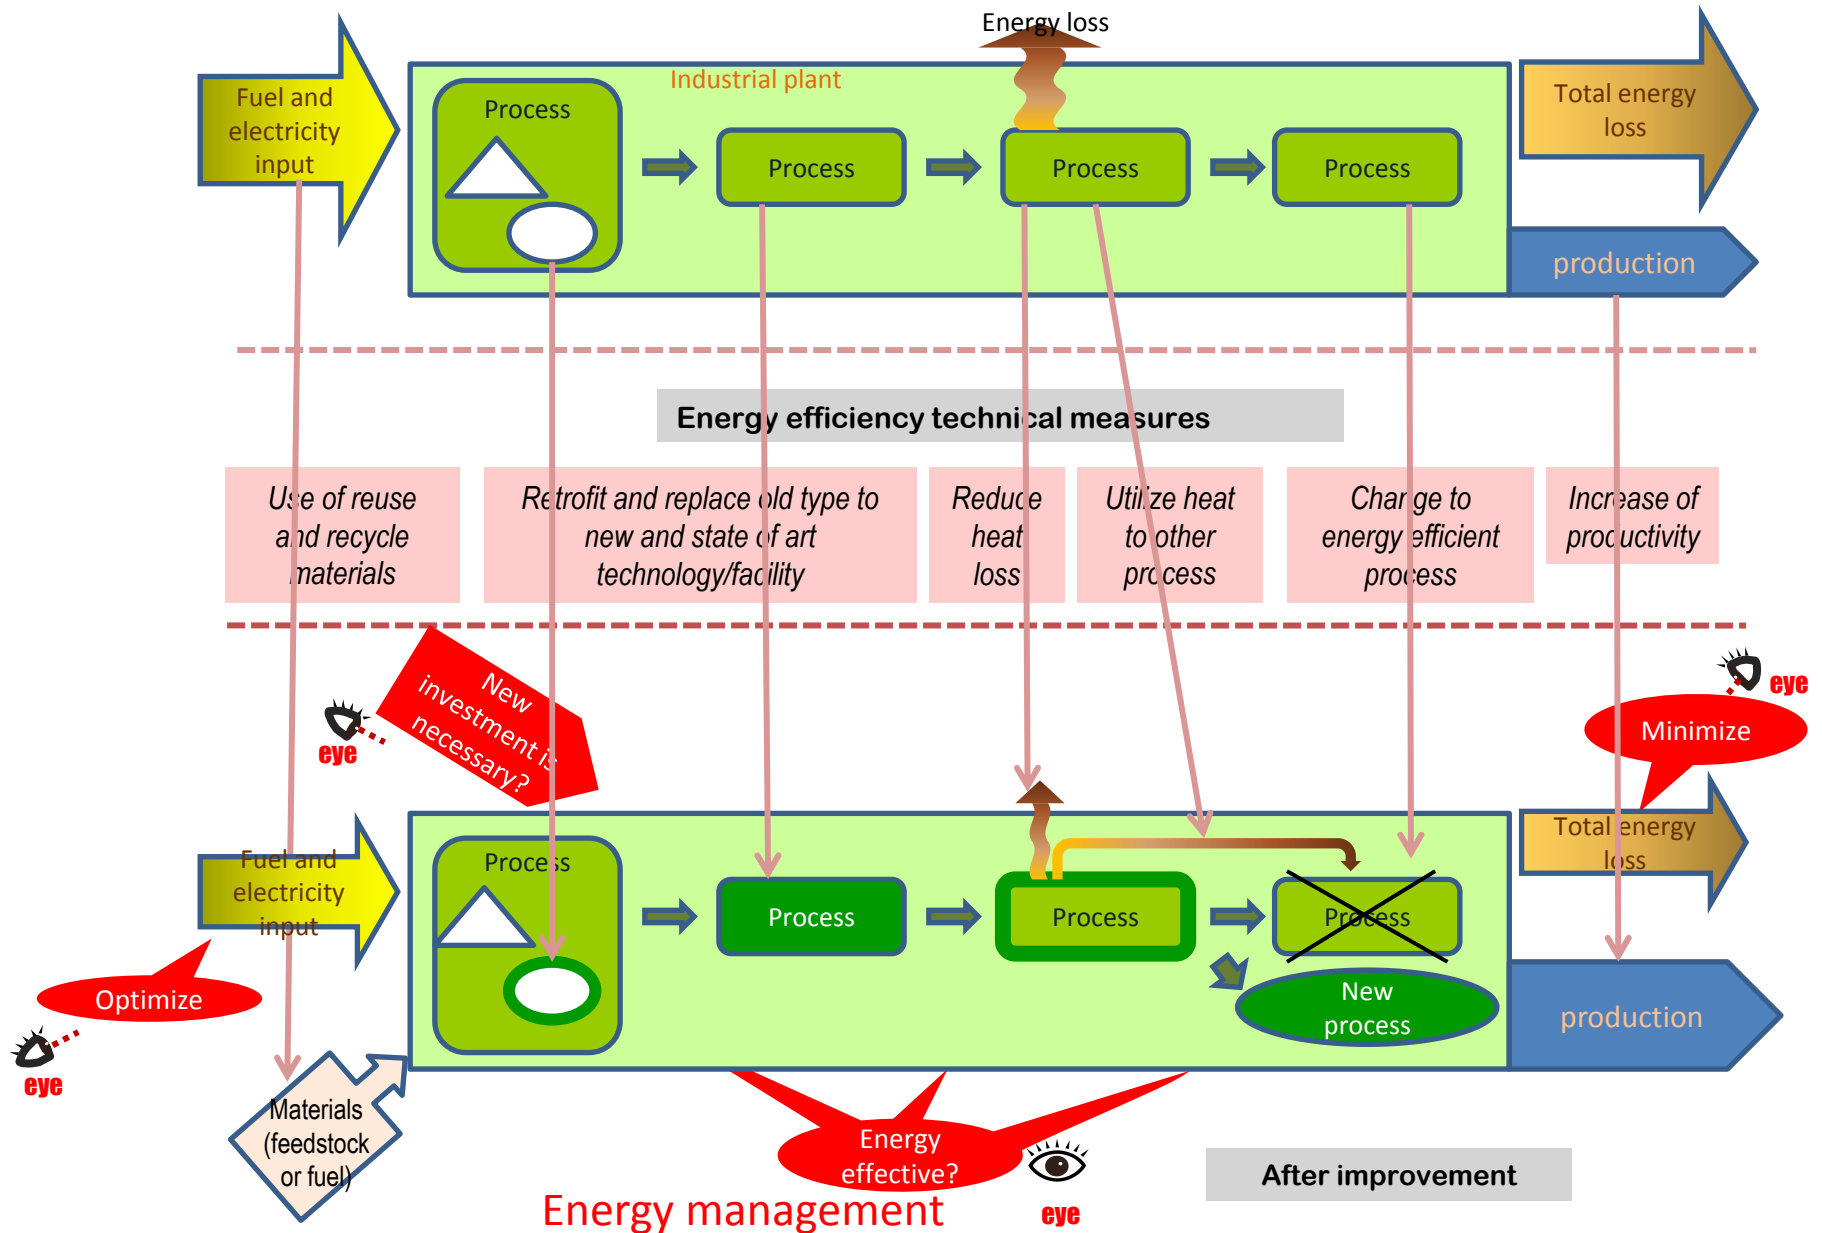 Energy loss
Industrial plant
Fuel and
electricity
input
Process
Process
Process
Process
Total energy
loss
production
Energy efficiency technical measures
Use of reuse
and recycle
materials
Retrofit and replace old type to
new and state of art
technology/facility
Reduce
heat
loss
Utilize heat
to other
process
Change to
energy efficient
process
Increase of
productivity
New
investment is
necessary?
eye
eye
Minimize
Fuel and
electricity
input
Process
Process
Process
Process
New
process
Total energy
loss
production
Optimize
eye
Materials
(feedstock
or fuel)
Energy
effective?
eye
Energy management
After improvement